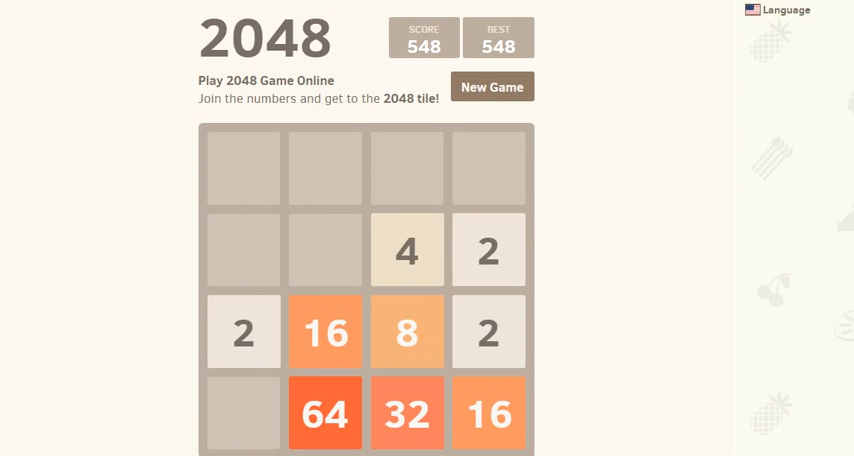 Language
2048
SCORE
548
BEST
548
Play 2048 Game Online
Join the numbers and get to the 2048 tile!
New Game
4 2
2 16 8 2
64 32 16